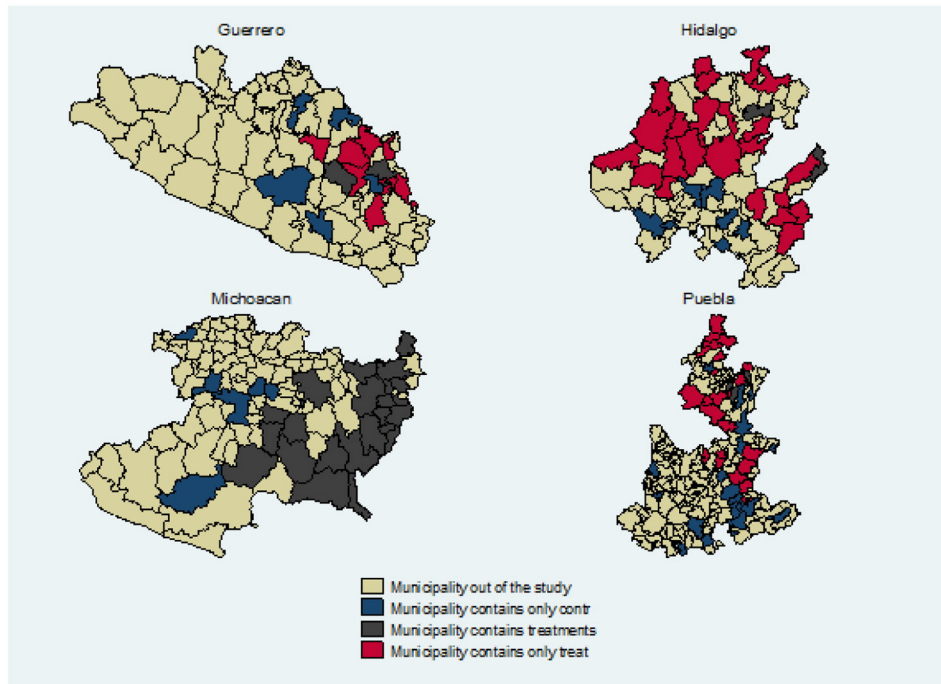 Guerrero
Hidalgo
Michoacan
Puebla
Municipality out of the study
Municipality contains only contr
Municipality contains treatments
Municipality contains only treat